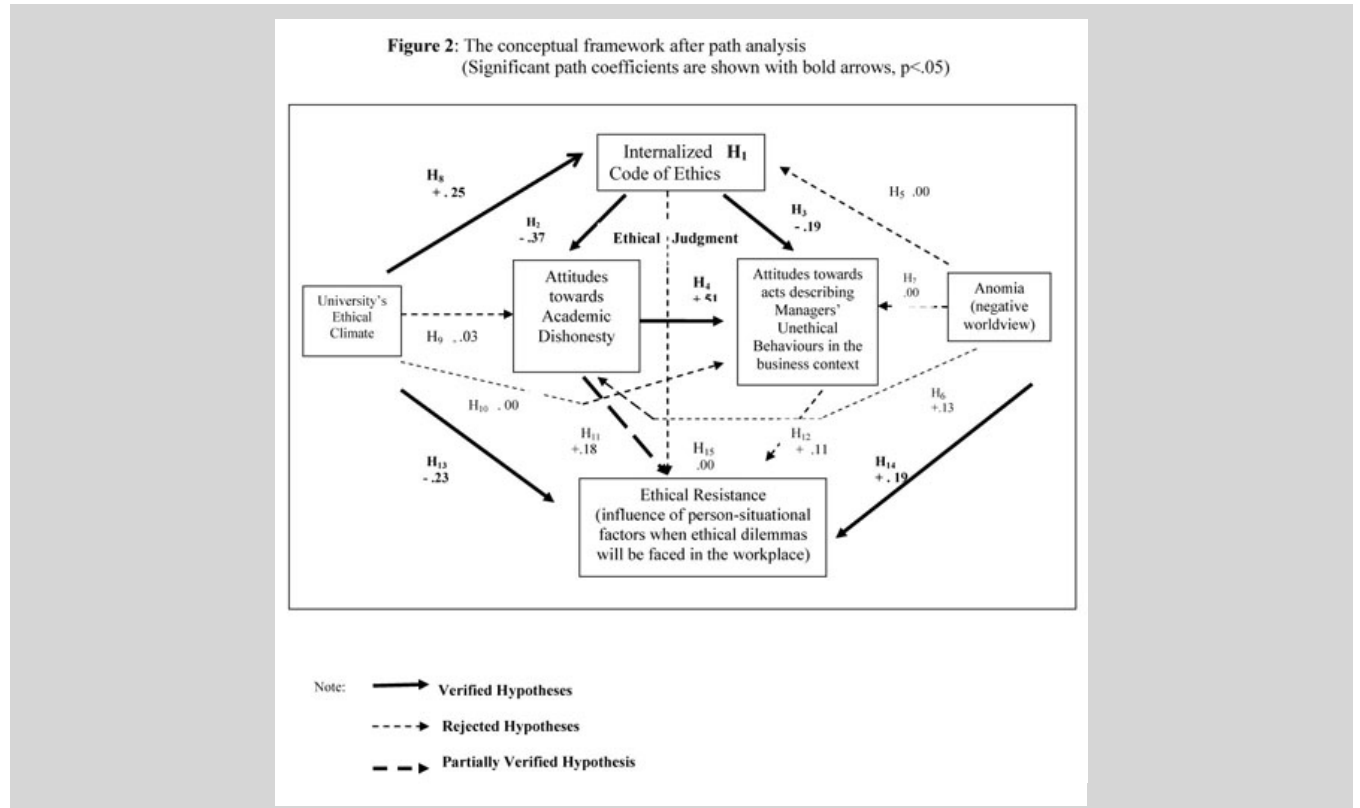 Figure 2: The conceptual framework after path analysis
(Significant path coefficients are shown with bold arrows, p<.05)
Internalized H₁
Code of Ethics
H₈
+ . 25
H₅ .00
H₂
- .37
H₃
- .19
Ethical Judgment
University's
Ethical
Climate
Attitudes
towards
Academic
Dishonesty
H₄
+ 51
Attitudes towards
acts describing
Managers'
Unethical
Behaviours in the
business context
H₇
.00
Anomia
(negative
worldview)
H₉ . .03
H₁₀ . 00
H₆
+.13
H₁₁
+.18
H₁₅
.00
H₁₂
+ .11
H₁₃
- .23
H₁₄
+ . 19
Ethical Resistance
(influence of person-situational
factors when ethical dilemmas
will be faced in the workplace)
Note:
Verified Hypotheses
Rejected Hypotheses
Partially Verified Hypothesis